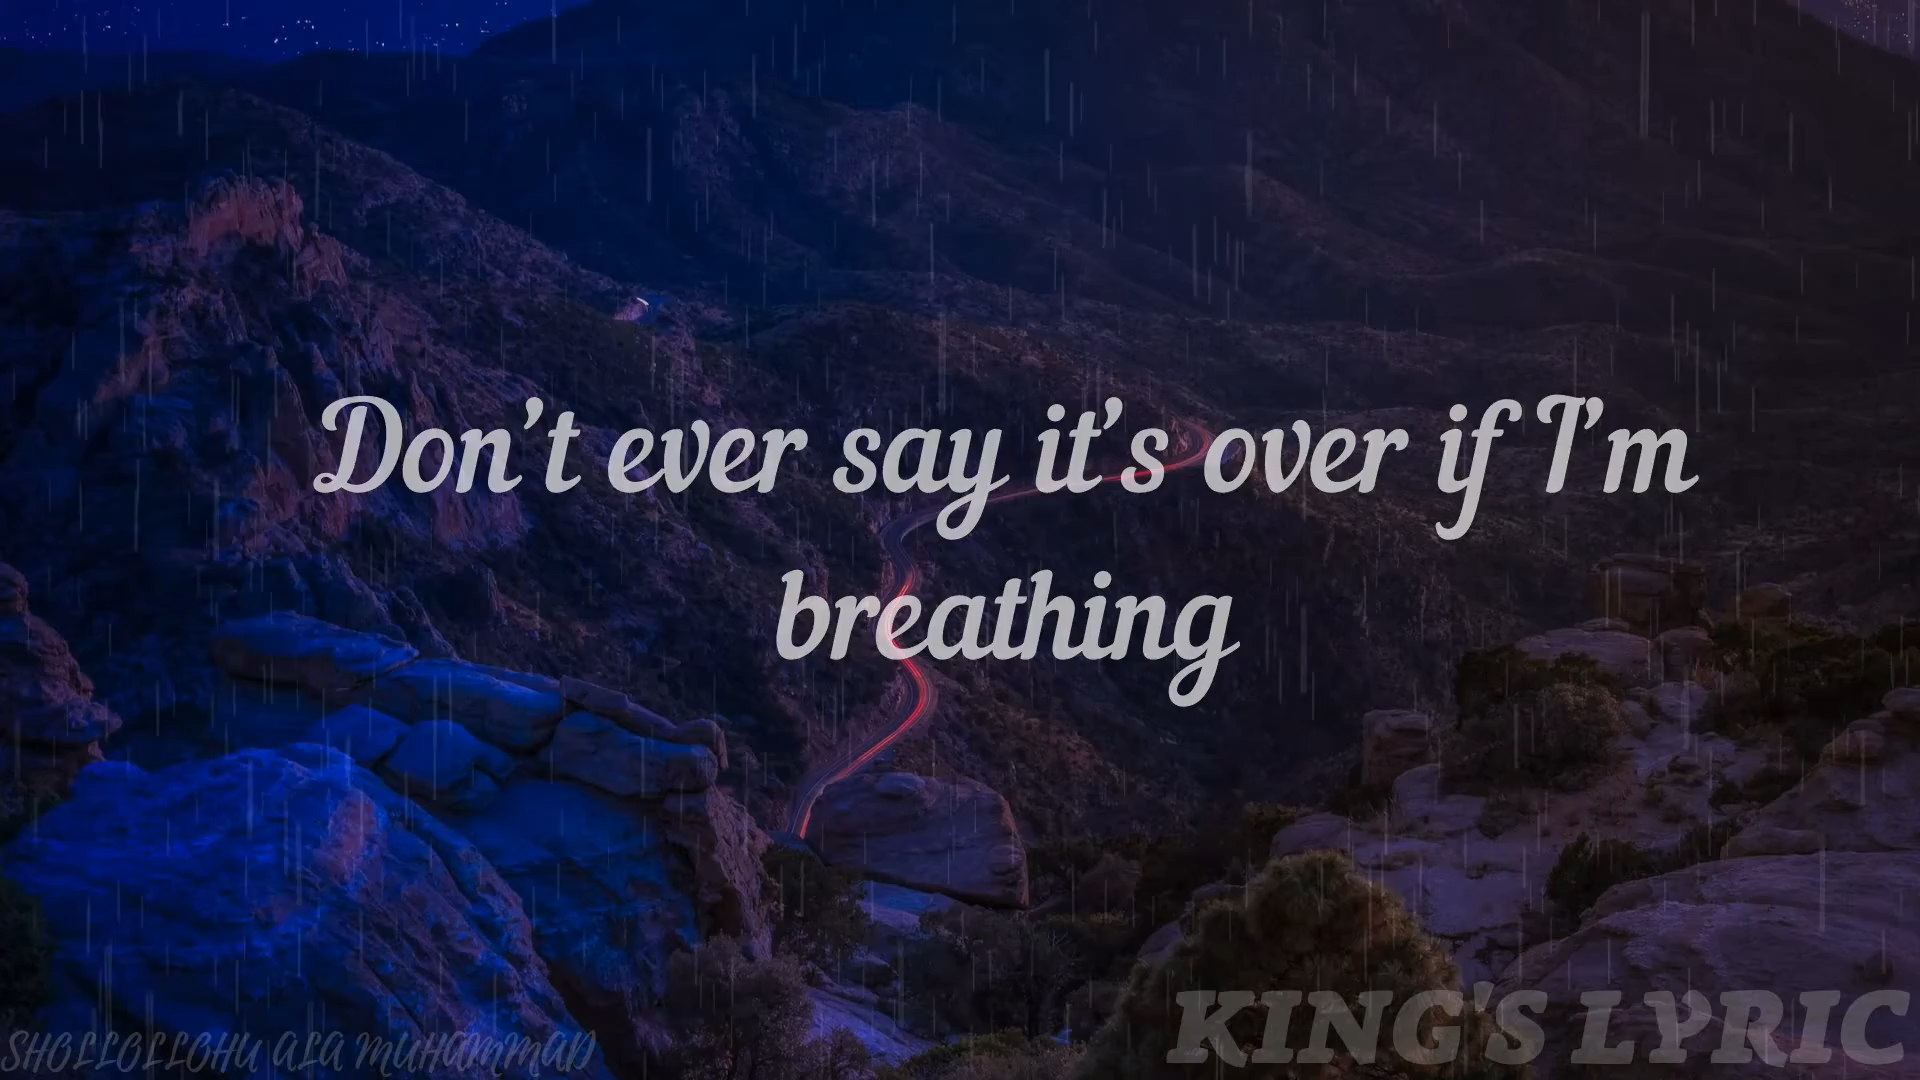 Don't ever say it's over if I'm
breathing
SHOLLOLLOHU ALA MUHAMMAD
KING'S LYRIC